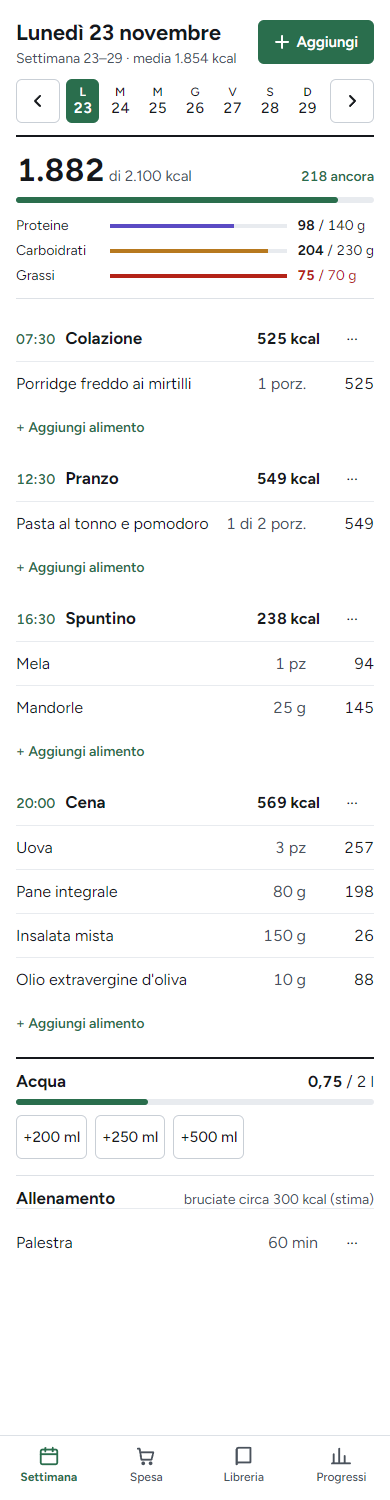 Lunedì 23 novembre
Settimana 23–29 · media 1.854 kcal
+ Aggiungi
L M M G V S D
23 24 25 26 27 28 29
1.882 di 2.100 kcal 218 ancora
Proteine 98 / 140 g
Carboidrati 204 / 230 g
Grassi 75 / 70 g
07:30 Colazione 525 kcal ···
Porridge freddo ai mirtilli 1 porz. 525
+ Aggiungi alimento
12:30 Pranzo 549 kcal ···
Pasta al tonno e pomodoro 1 di 2 porz. 549
+ Aggiungi alimento
16:30 Spuntino 238 kcal ···
Mela 1 pz 94
Mandorle 25 g 145
+ Aggiungi alimento
20:00 Cena 569 kcal ···
Uova 3 pz 257
Pane integrale 80 g 198
Insalata mista 150 g 26
Olio extravergine d'oliva 10 g 88
+ Aggiungi alimento
Acqua 0,75 / 2 l
+200 ml +250 ml +500 ml
Allenamento bruciate circa 300 kcal (stima)
Palestra 60 min ···
Settimana Spesa Libreria Progressi